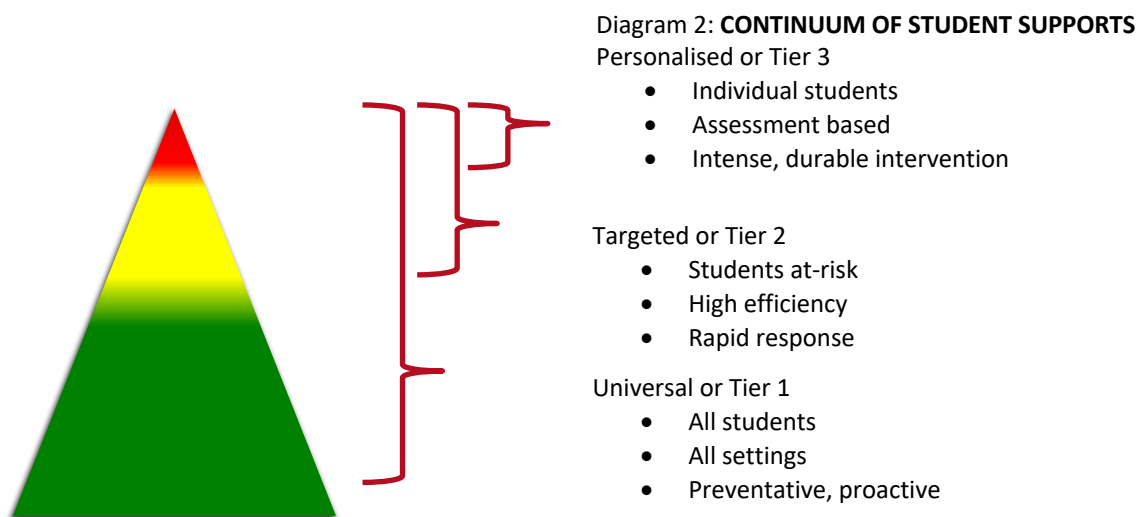 Diagram 2: CONTINUUM OF STUDENT SUPPORTS
Personalised or Tier 3
• Individual students
• Assessment based
• Intense, durable intervention
Targeted or Tier 2
• Students at-risk
• High efficiency
• Rapid response
Universal or Tier 1
• All students
• All settings
• Preventative, proactive